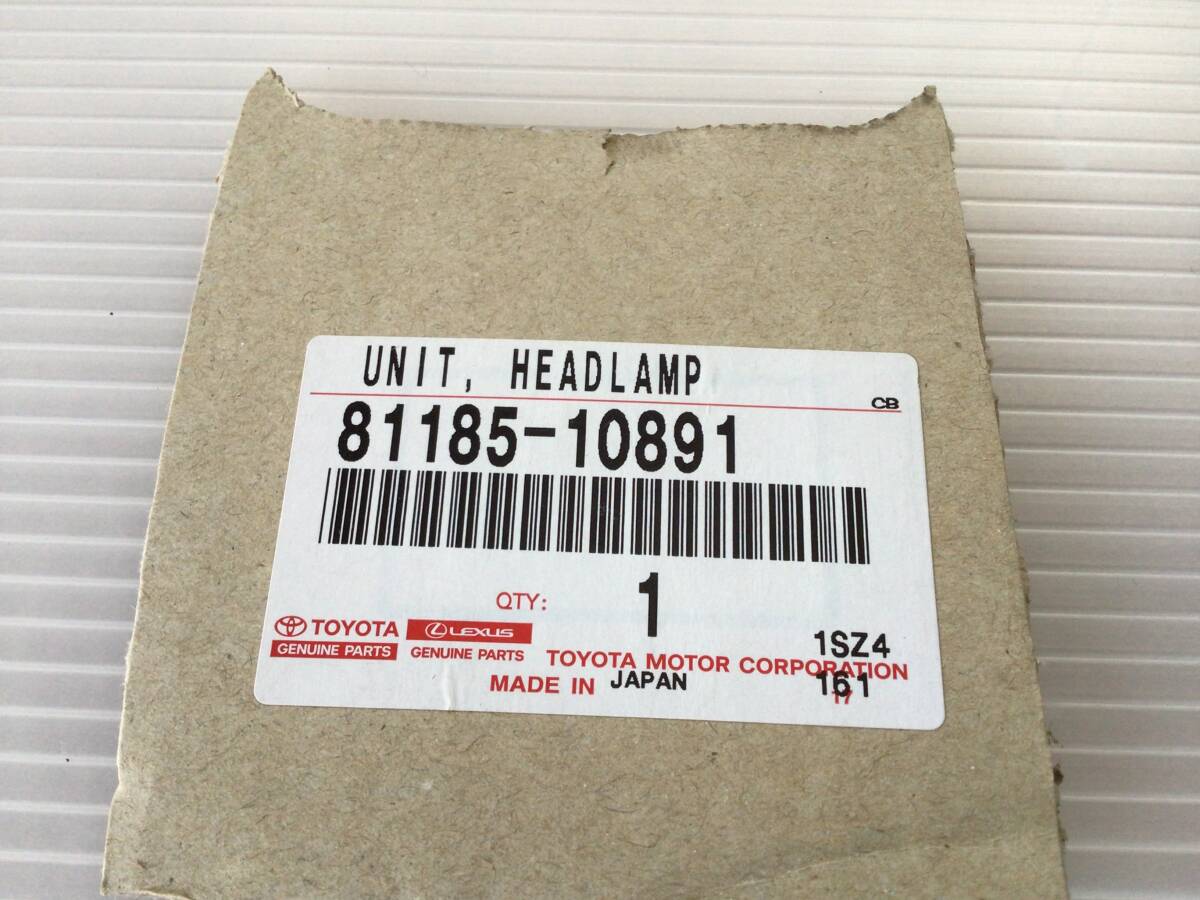 UNIT, HEADLAMP
CB
81185-10891
QTY: 1
TOYOTA LEXUS 1SZ4
GENUINE PARTS GENUINE PARTS TOYOTA MOTOR CORPORATION
MADE IN JAPAN 161
17